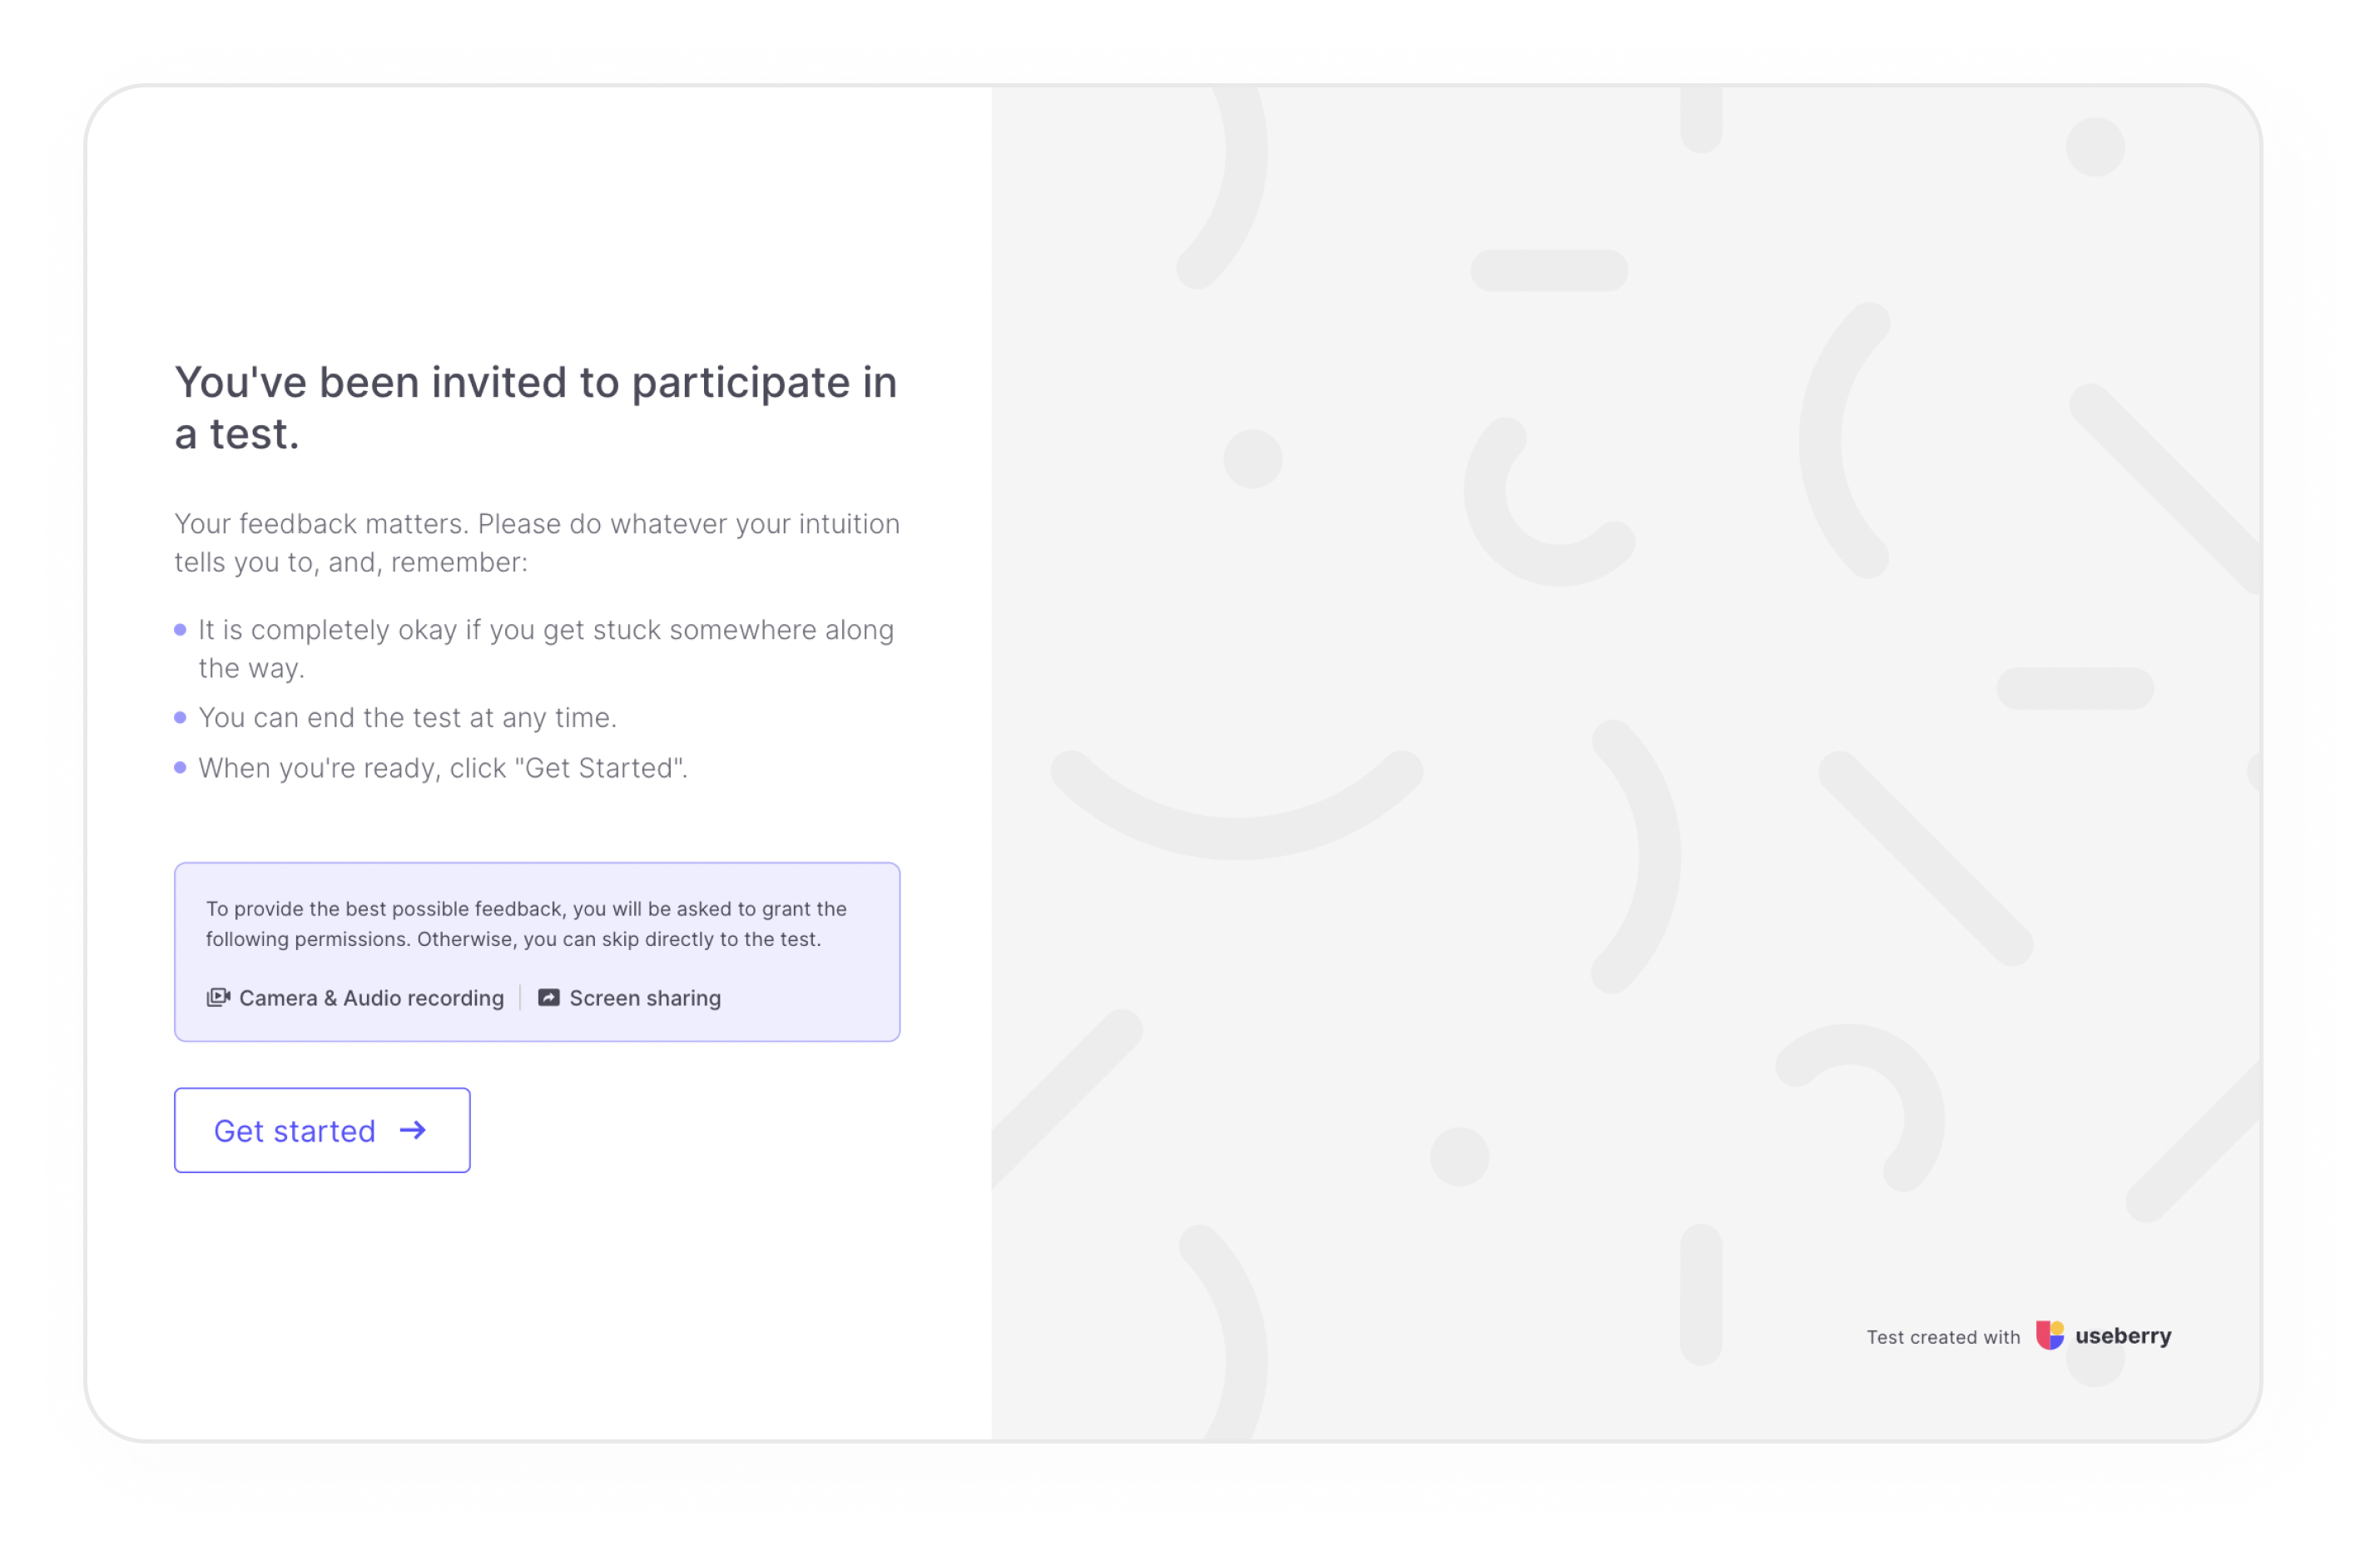 You've been invited to participate in
a test.
Your feedback matters. Please do whatever your intuition
tells you to, and, remember:
It is completely okay if you get stuck somewhere along
the way.
You can end the test at any time.
When you're ready, click "Get Started".
To provide the best possible feedback, you will be asked to grant the
following permissions. Otherwise, you can skip directly to the test.
Camera & Audio recording
Screen sharing
Get started
Test created with useberry